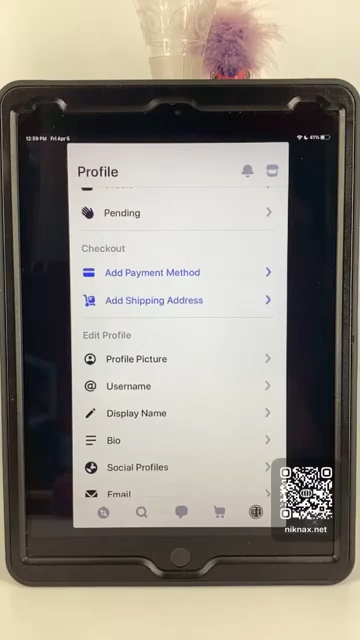 12:55 PM Fri Apr 5
41%
Profile
Pending
Checkout
Add Payment Method
Add Shipping Address
Edit Profile
Profile Picture
Username
Display Name
Bio
Social Profiles
Email
niknax.net